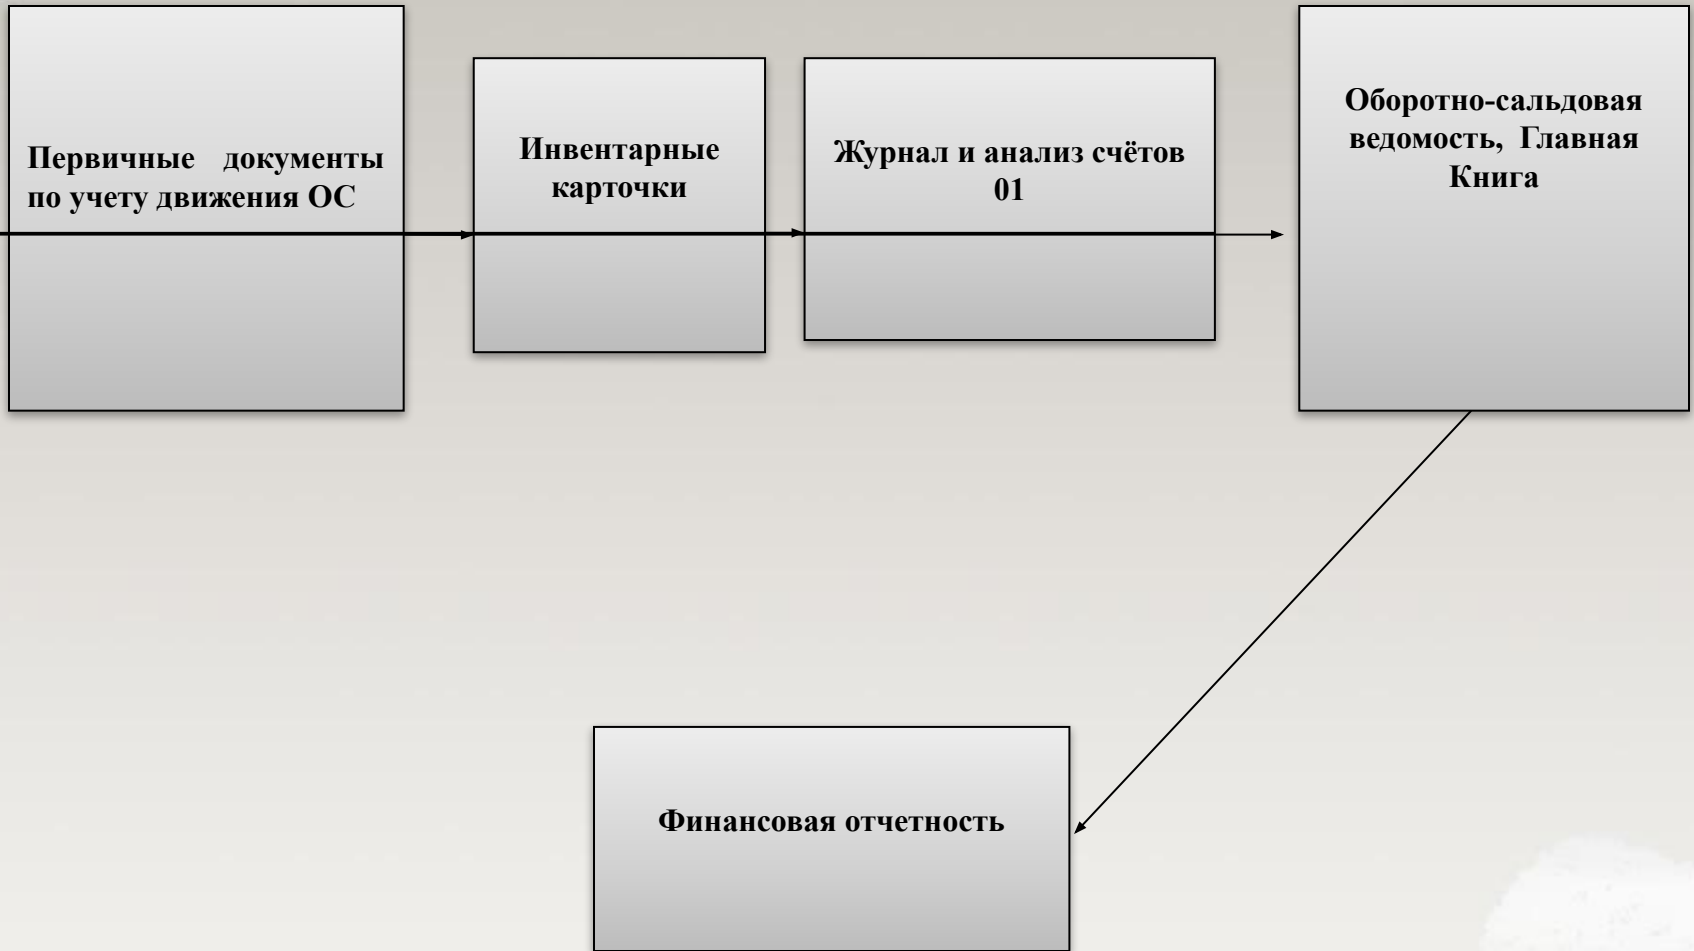 Первичные документы
по учету движения ОС
Инвентарные
карточки
Журнал и анализ счётов
01
Оборотно-сальдовая
ведомость, Главная
Книга
Финансовая отчетность